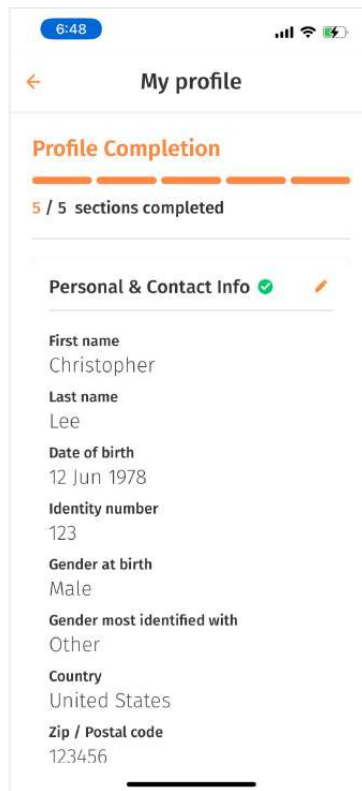 6:48
My profile
Profile Completion
5 / 5 sections completed
Personal & Contact Info
First name
Christopher
Last name
Lee
Date of birth
12 Jun 1978
Identity number
123
Gender at birth
Male
Gender most identified with
Other
Country
United States
Zip / Postal code
123456